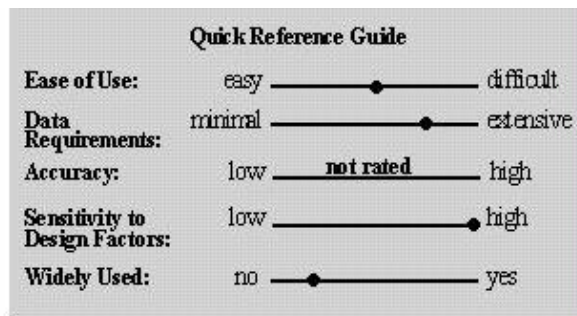 Quick Reference Guide
Ease of Use: easy difficult
Data
Requirements: minimal extensive
Accuracy: low not rated high
Sensitivity to
Design Factors: low high
Widely Used: no yes